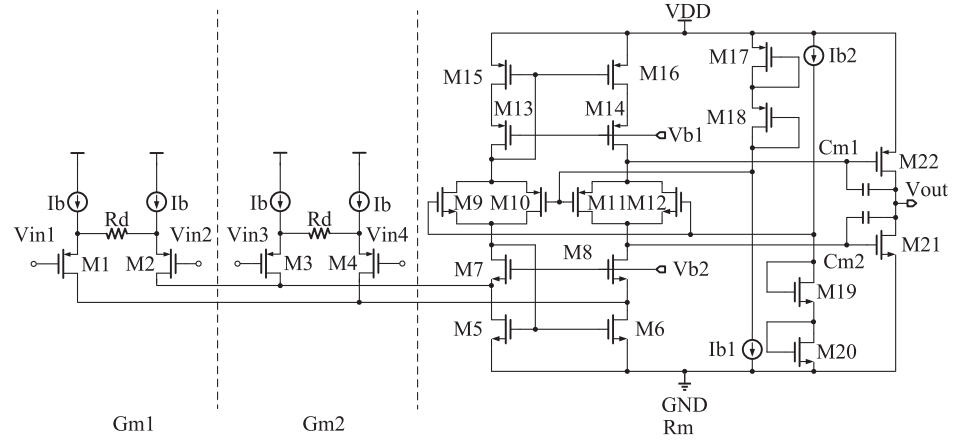 VDD
M17
Ib2
M15
M16
M13
M14
M18
Vb1
Cm1
M22
Ib
Ib
Ib
Ib
Vout
Rd
Rd
M9
M10
M11
M12
Vin1
Vin2
Vin3
Vin4
M21
M1
M2
M3
M4
M7
M8
Vb2
Cm2
M19
M5
M6
Ib1
M20
GND
Gm1
Gm2
Rm